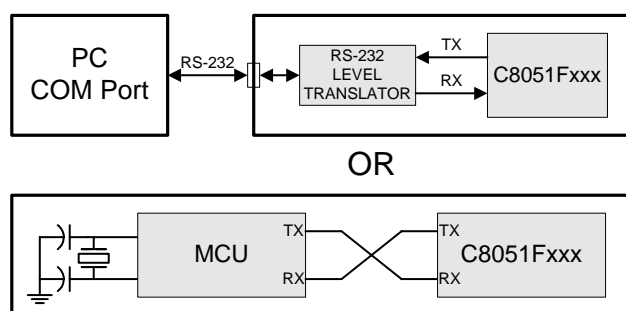 PC
COM Port
RS-232
RS-232
LEVEL
TRANSLATOR
TX
RX
C8051Fxxx
OR
MCU
TX
RX
TX
RX
C8051Fxxx